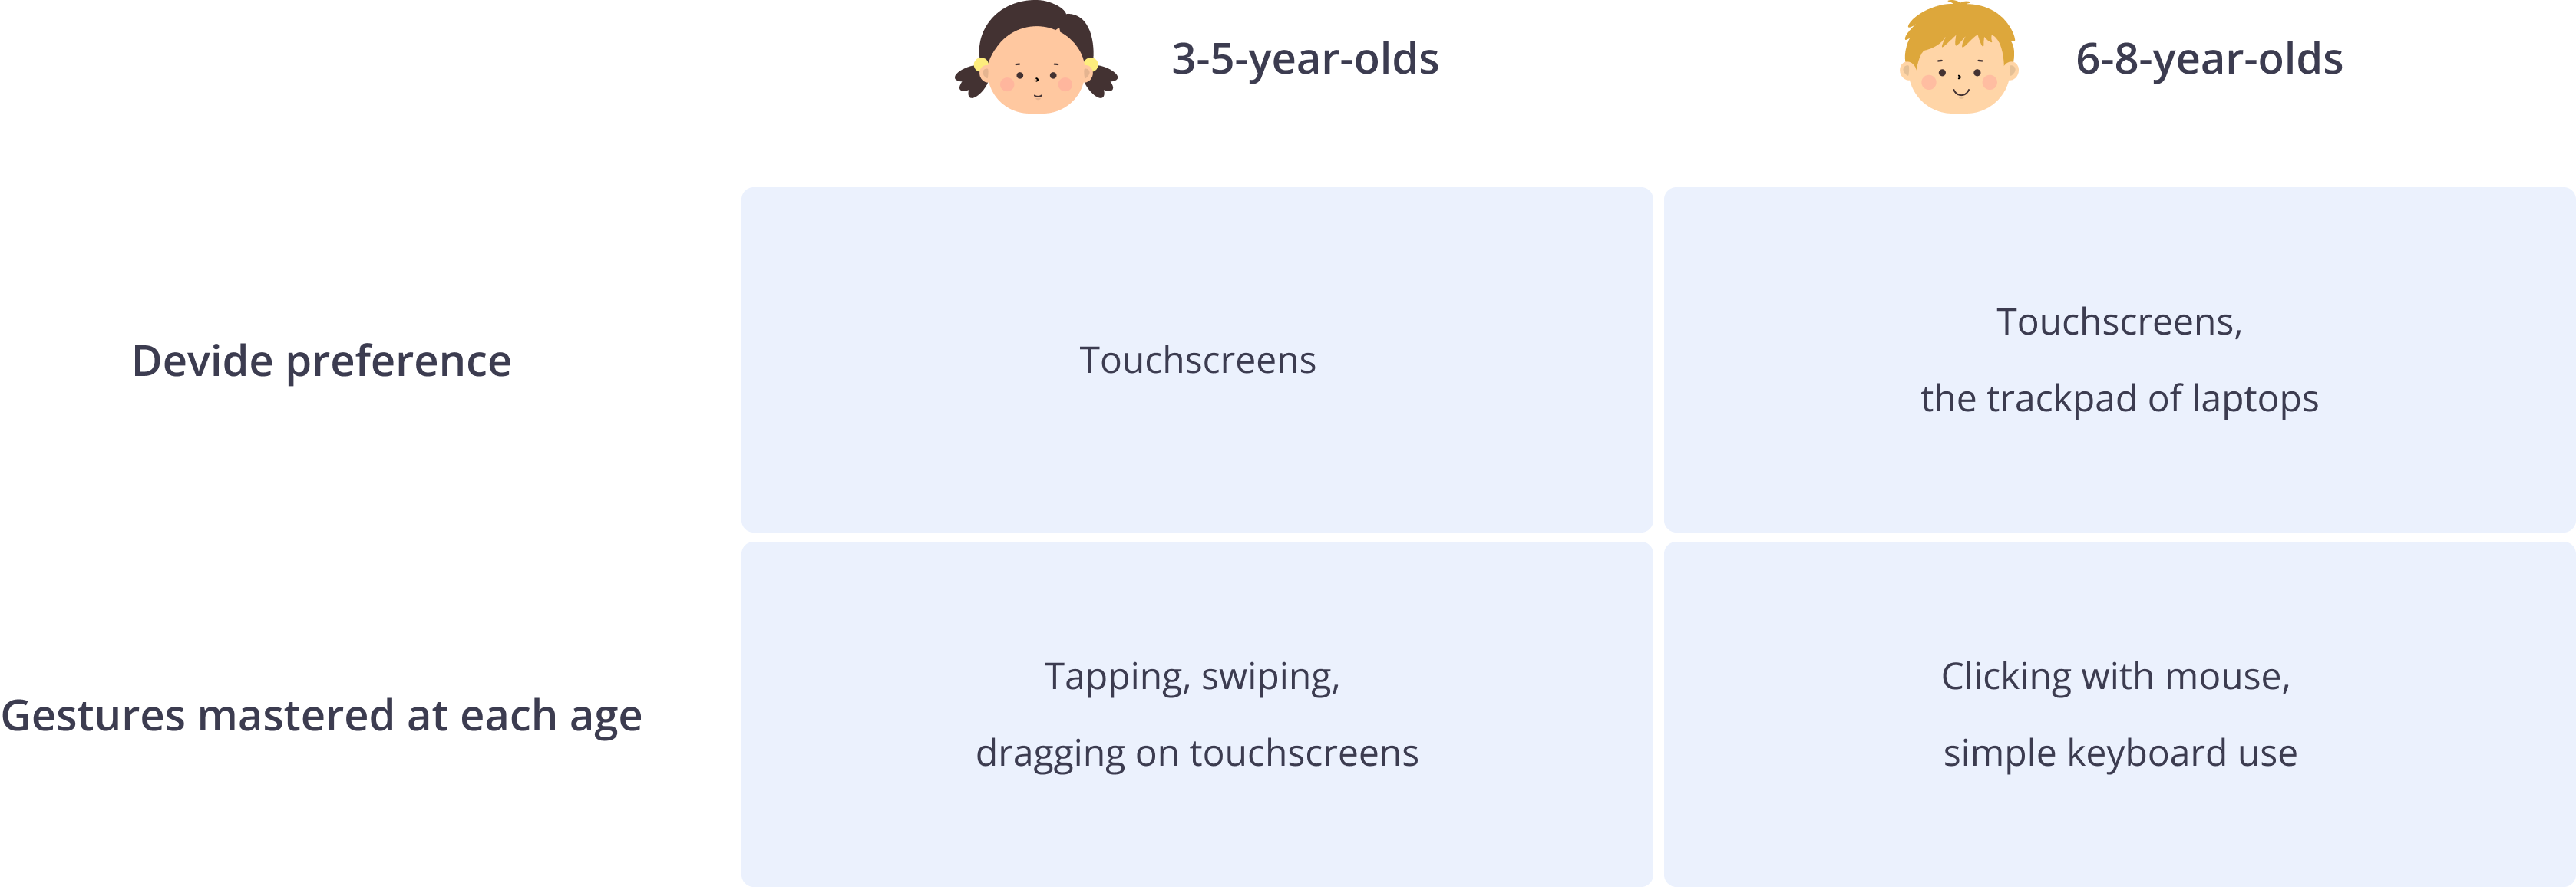 3-5-year-olds
6-8-year-olds
Devide preference
Touchscreens
Touchscreens,
the trackpad of laptops
Gestures mastered at each age
Tapping, swiping,
dragging on touchscreens
Clicking with mouse,
simple keyboard use